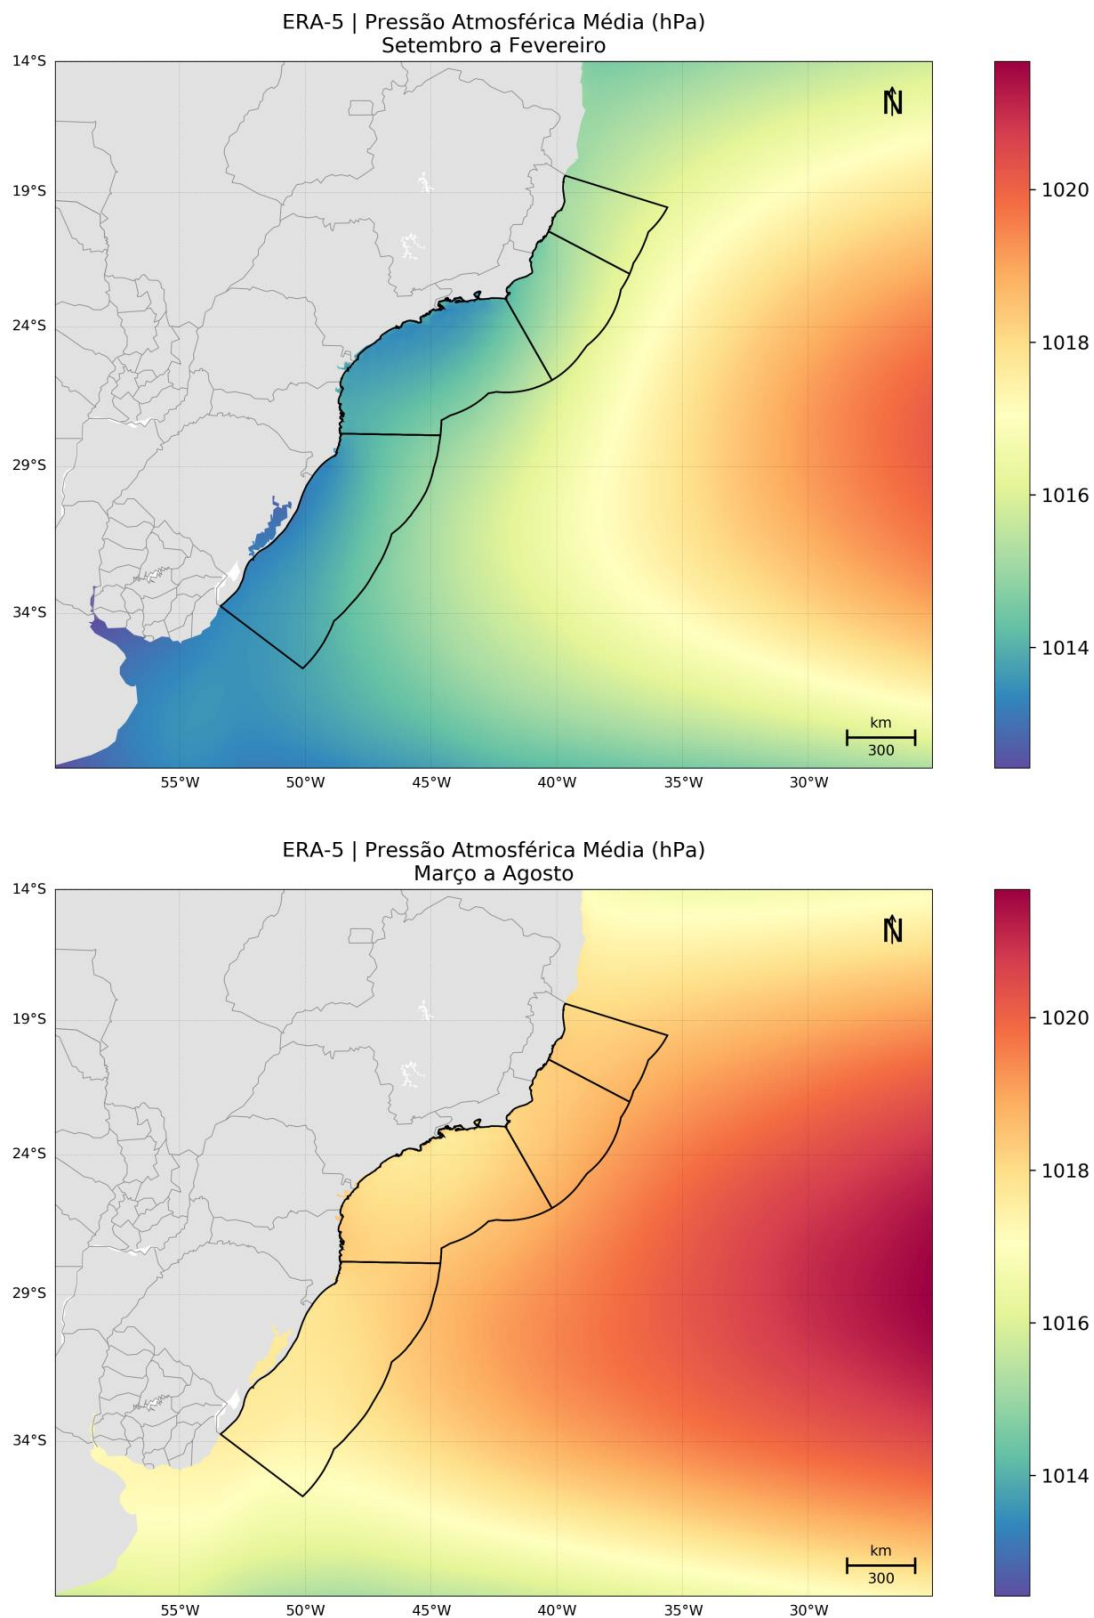 ERA-5 | Pressão Atmosférica Média (hPa)
Setembro a Fevereiro
14°S
19°S
24°S
29°S
34°S
N
km
300
55°W
50°W
45°W
40°W
35°W
30°W
1020
1018
1016
1014
ERA-5 | Pressão Atmosférica Média (hPa)
Março a Agosto
14°S
19°S
24°S
29°S
34°S
N
km
300
55°W
50°W
45°W
40°W
35°W
30°W
1020
1018
1016
1014